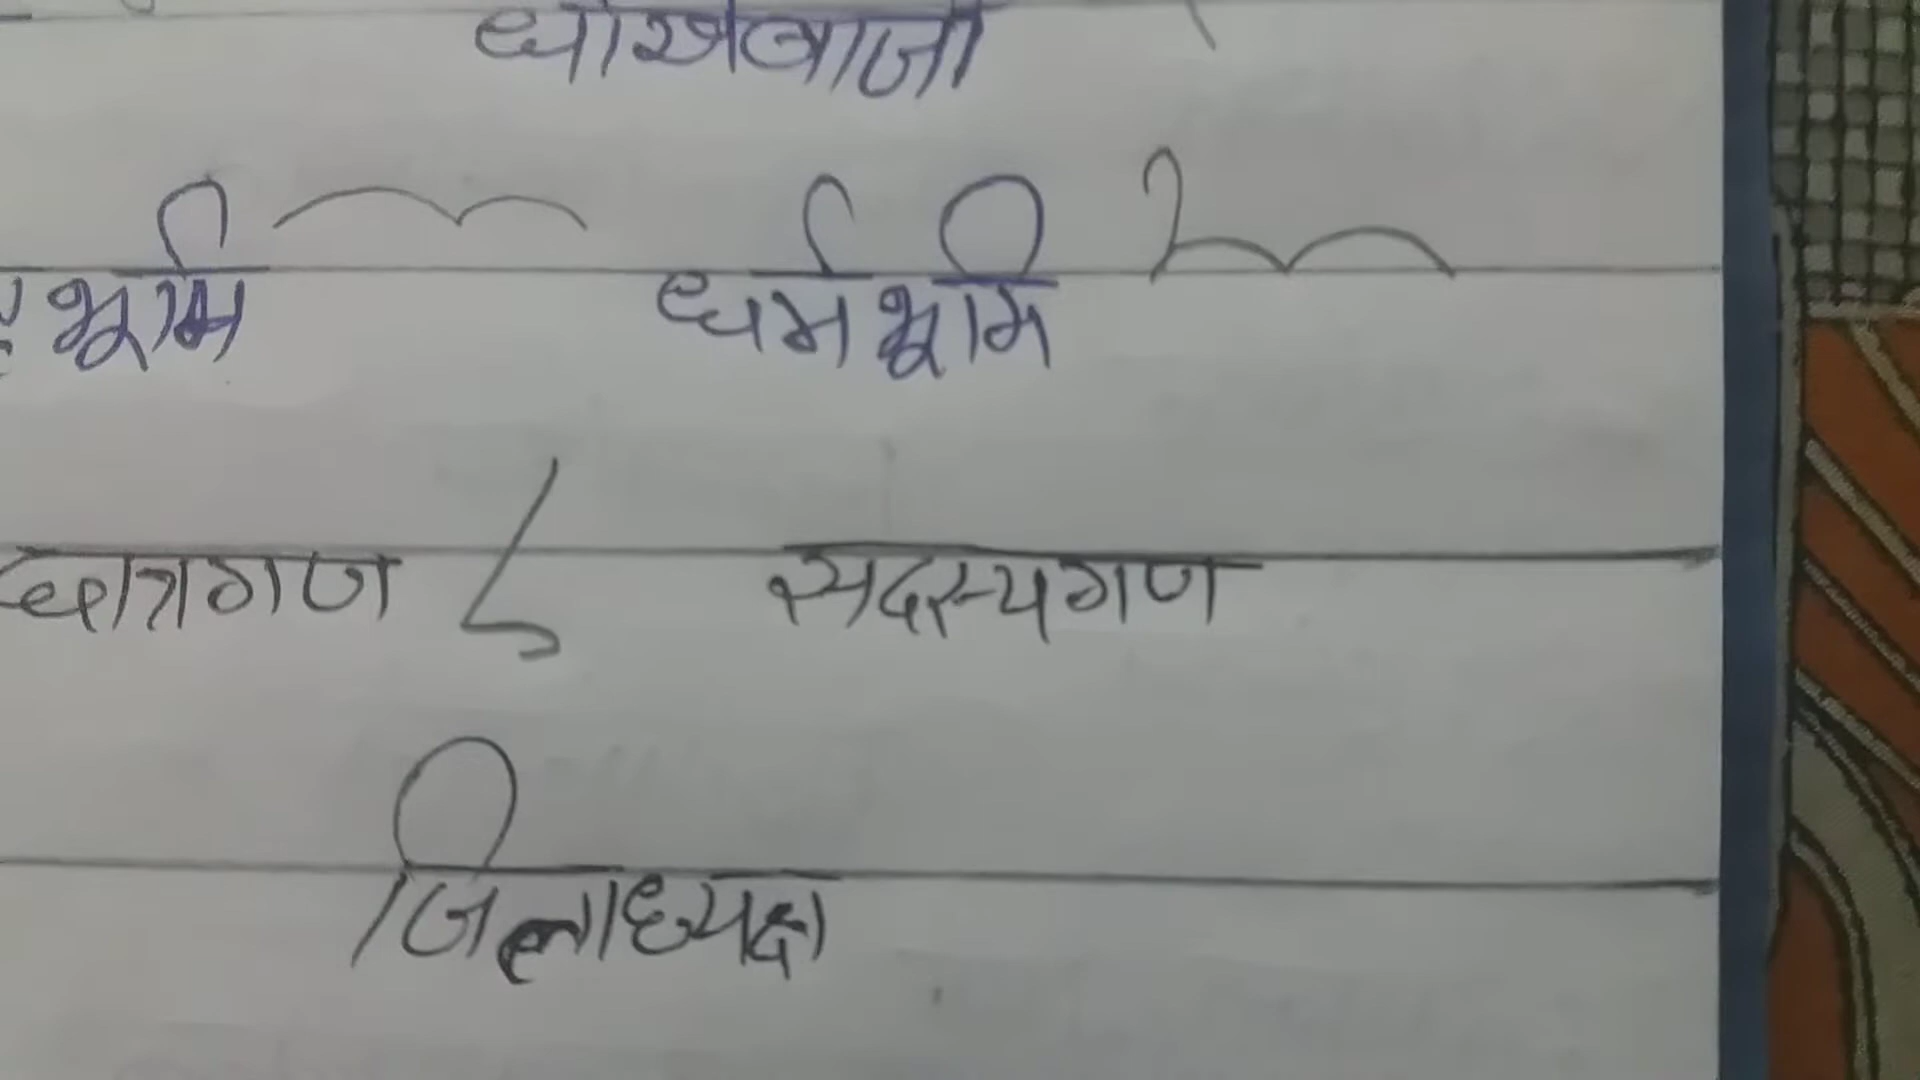 धोखेबाजी
भूमि धर्मभूमि
छात्रगण सदस्यगण
जिलाध्यक्ष